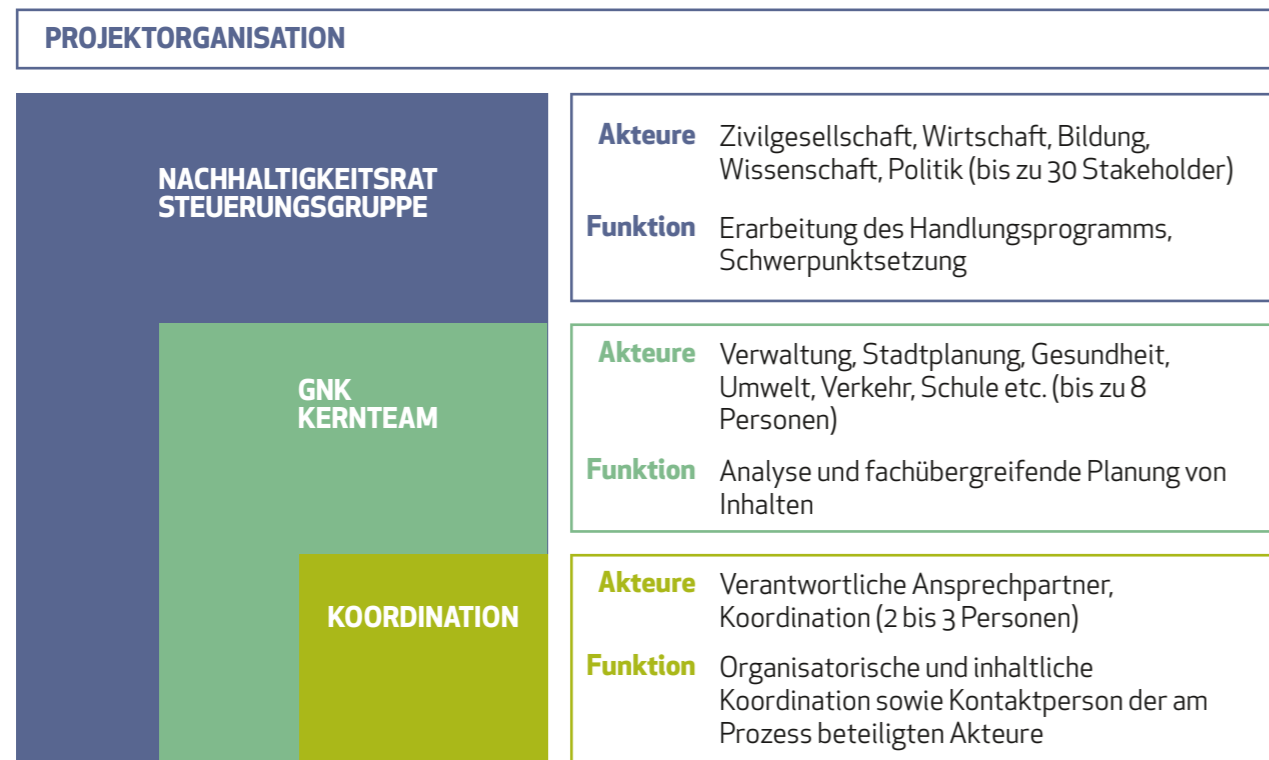 PROJEKTORGANISATION
NACHHALTIGKEITSRAT
STEUERUNGSGRUPPE
Akteure Zivilgesellschaft, Wirtschaft, Bildung,
Wissenschaft, Politik (bis zu 30 Stakeholder)
Funktion Erarbeitung des Handlungsprogramms,
Schwerpunktsetzung
GNK
KERNTEAM
Akteure Verwaltung, Stadtplanung, Gesundheit,
Umwelt, Verkehr, Schule etc. (bis zu 8
Personen)
Funktion Analyse und fachübergreifende Planung von
Inhalten
KOORDINATION
Akteure Verantwortliche Ansprechpartner,
Koordination (2 bis 3 Personen)
Funktion Organisatorische und inhaltliche
Koordination sowie Kontaktperson der am
Prozess beteiligten Akteure